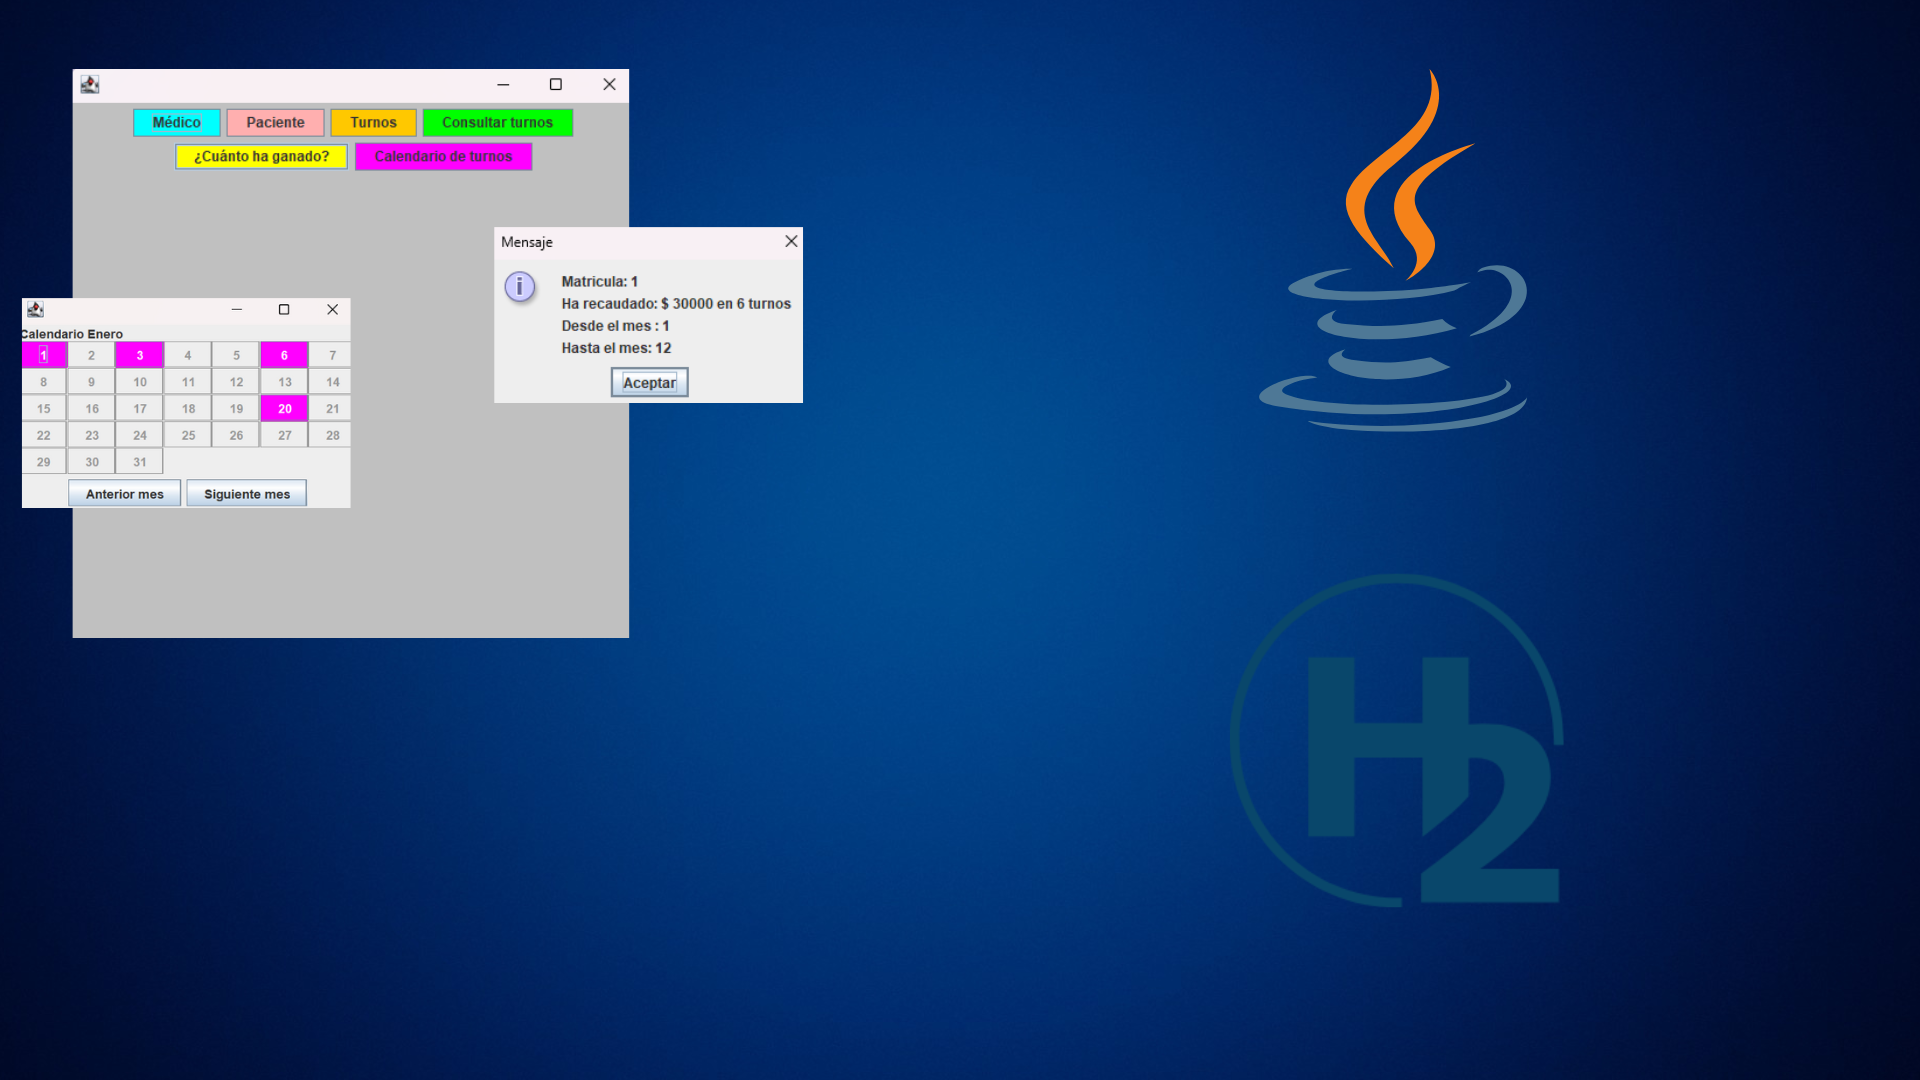 Médico Paciente Turnos Consultar turnos
¿Cuánto ha ganado? Calendario de turnos
Mensaje
Matricula: 1
Ha recaudado: $ 30000 en 6 turnos
Desde el mes : 1
Hasta el mes: 12
Aceptar
Calendario Enero
1 2 3 4 5 6 7
8 9 10 11 12 13 14
15 16 17 18 19 20 21
22 23 24 25 26 27 28
29 30 31
Anterior mes Siguiente mes
H2